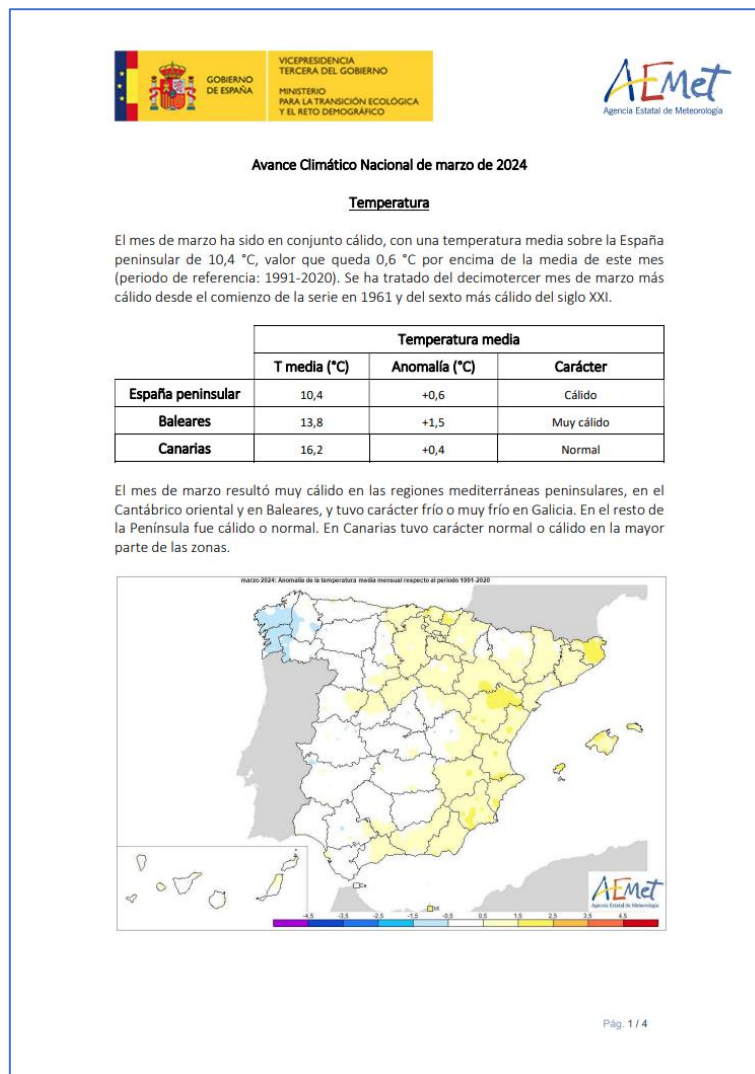 GOBIERNO
DE ESPAÑA
VICEPRESIDENCIA
TERCERA DEL GOBIERNO
MINISTERIO
PARA LA TRANSICIÓN ECOLÓGICA
Y EL RETO DEMOGRÁFICO
AEMet
Agencia Estatal de Meteorología
Avance Climático Nacional de marzo de 2024
Temperatura
El mes de marzo ha sido en conjunto cálido, con una temperatura media sobre la España
peninsular de 10,4 °C, valor que queda 0,6 °C por encima de la media de este mes
(periodo de referencia: 1991-2020). Se ha tratado del decimotercer mes de marzo más
cálido desde el comienzo de la serie en 1961 y del sexto más cálido del siglo XXI.
Temperatura media
T media (°C) Anomalía (°C) Carácter
España peninsular 10,4 +0,6 Cálido
Baleares 13,8 +1,5 Muy cálido
Canarias 16,2 +0,4 Normal
El mes de marzo resultó muy cálido en las regiones mediterráneas peninsulares, en el
Cantábrico oriental y en Baleares, y tuvo carácter frío o muy frío en Galicia. En el resto de
la Península fue cálido o normal. En Canarias tuvo carácter normal o cálido en la mayor
parte de las zonas.
marzo 2024: Anomalía de la temperatura media mensual respecto al periodo 1991-2020
Ce
Ml
AEMet
Agencia Estatal de Meteorología
-4,5 -3,5 -2,5 -1,5 -0,5 0,5 1,5 2,5 3,5 4,5
Pág. 1 / 4